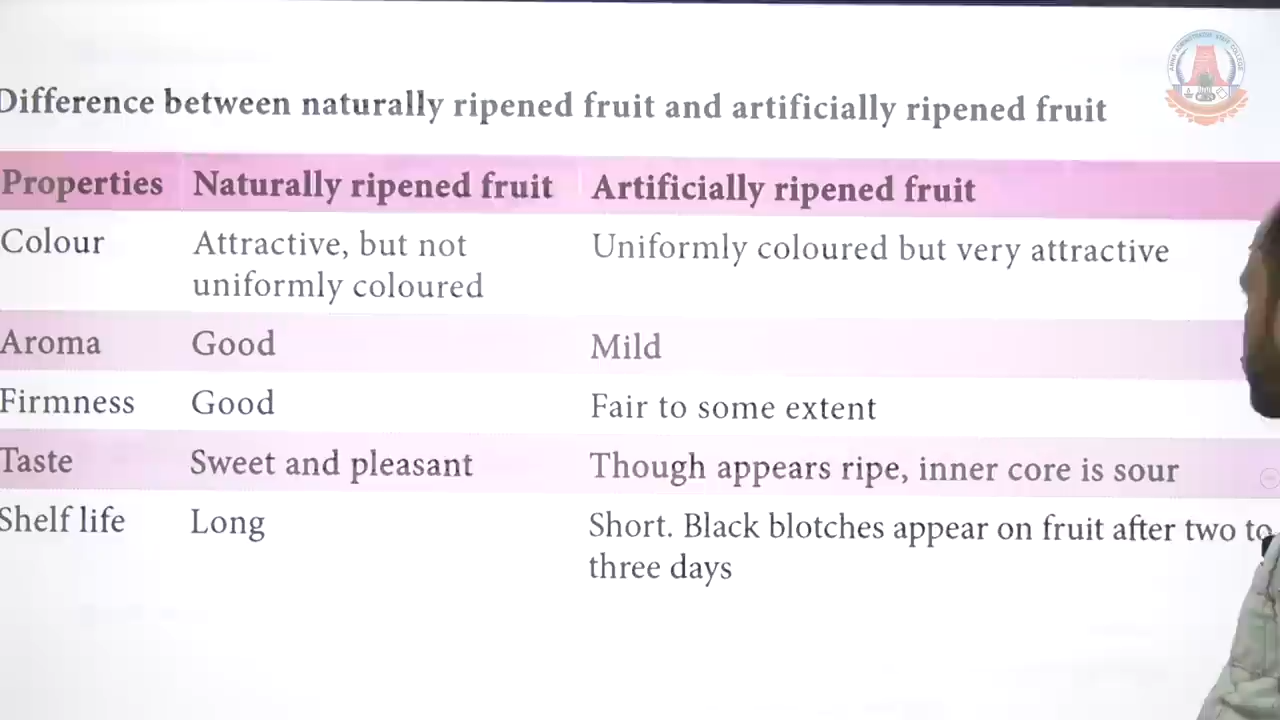 Difference between naturally ripened fruit and artificially ripened fruit
Properties Naturally ripened fruit Artificially ripened fruit
Colour Attractive, but not Uniformly coloured but very attractive
uniformly coloured
Aroma Good Mild
Firmness Good Fair to some extent
Taste Sweet and pleasant Though appears ripe, inner core is sour
Shelf life Long Short. Black blotches appear on fruit after two to
three days